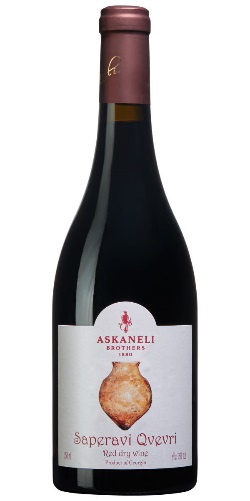 ASKANELI
BROTHERS
1880
Saperavi Qvevri
Red dry wine
Product of Georgia